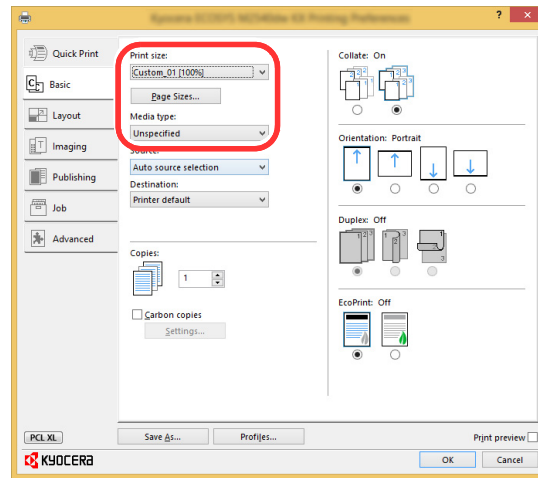 ? ×
Quick Print
Basic
Layout
Imaging
Publishing
Job
Advanced
Print size:
Custom_01 [100%]
Page Sizes...
Media type:
Unspecified
Source:
Auto source selection
Destination:
Printer default
Copies:
1
Carbon copies
Settings...
Collate: On
Orientation: Portrait
Duplex: Off
EcoPrint: Off
PCL XL
Save As...
Profiles...
Print preview
KYOCERA
OK
Cancel